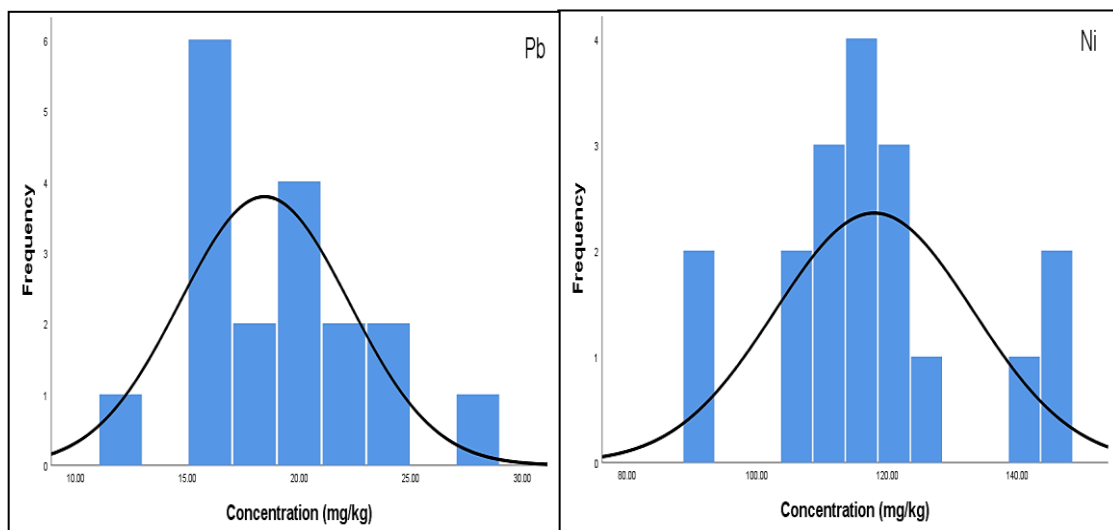 Pb
6
5
4
3
2
1
0
Frequency
10.00 15.00 20.00 25.00 30.00
Concentration (mg/kg)
Ni
4
3
2
1
0
Frequency
80.00 100.00 120.00 140.00
Concentration (mg/kg)